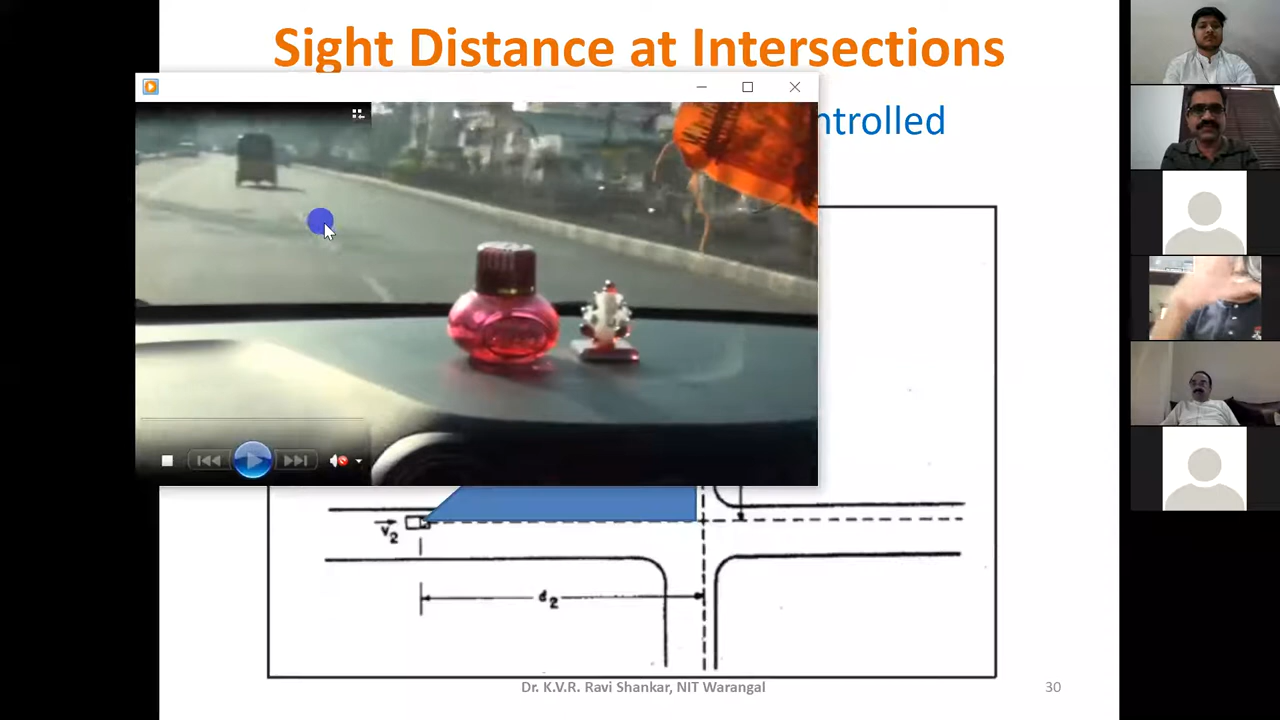 Sight Distance at Intersections
ntrolled
V2
d2
Dr. K.V.R. Ravi Shankar, NIT Warangal
30